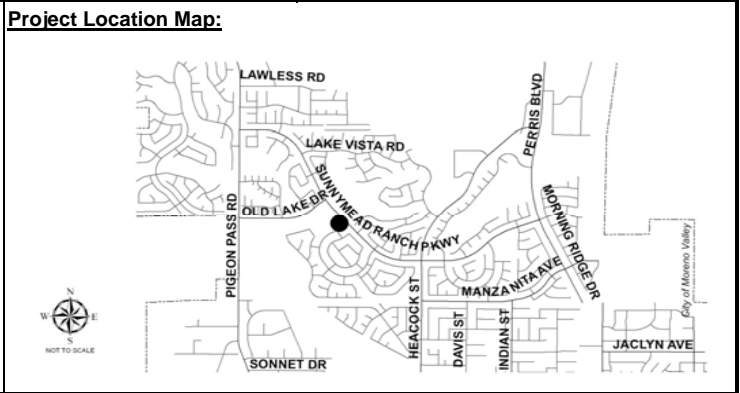 Project Location Map:
LAWLESS RD
LAKE VISTA RD
PERRIS BLVD
SUNNYMEAD RANCH PKWY
OLD LAKE DR
PIGEON PASS RD
MORNING RIDGE DR
MANZANITA AVE
HEACOCK ST
DAVIS ST
INDIAN ST
City of Moreno Valley
N
W E
S
NOT TO SCALE
JACLYN AVE
SONNET DR